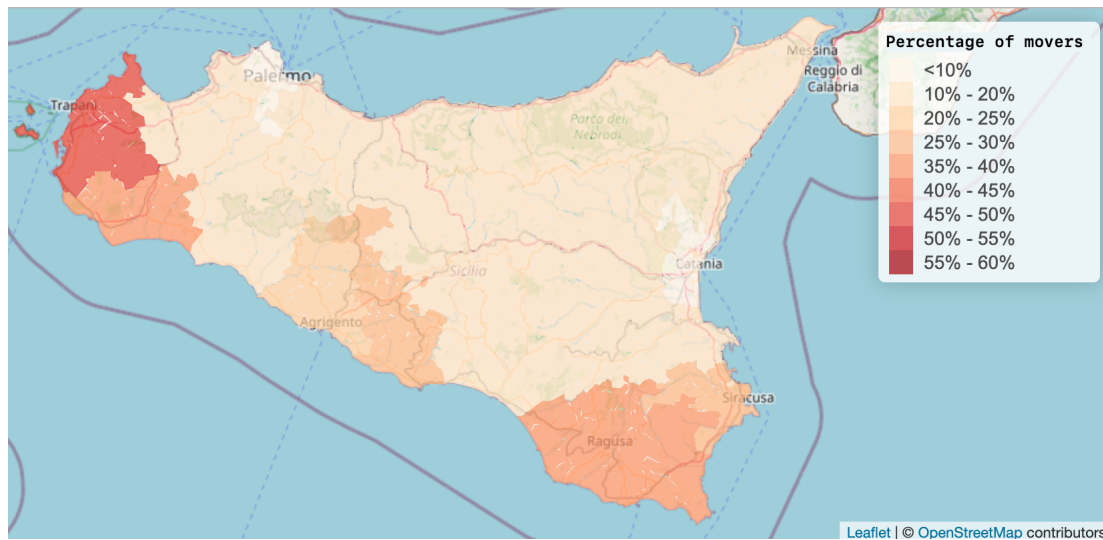 Percentage of movers
<10%
10% - 20%
20% - 25%
25% - 30%
35% - 40%
40% - 45%
45% - 50%
50% - 55%
55% - 60%
Messina
Reggio di
Calabria
Palermo
Trapani
Parco dei
Nebrodi
Catania
Sicilia
Agrigento
Siracusa
Ragusa
Leaflet | © OpenStreetMap contributors